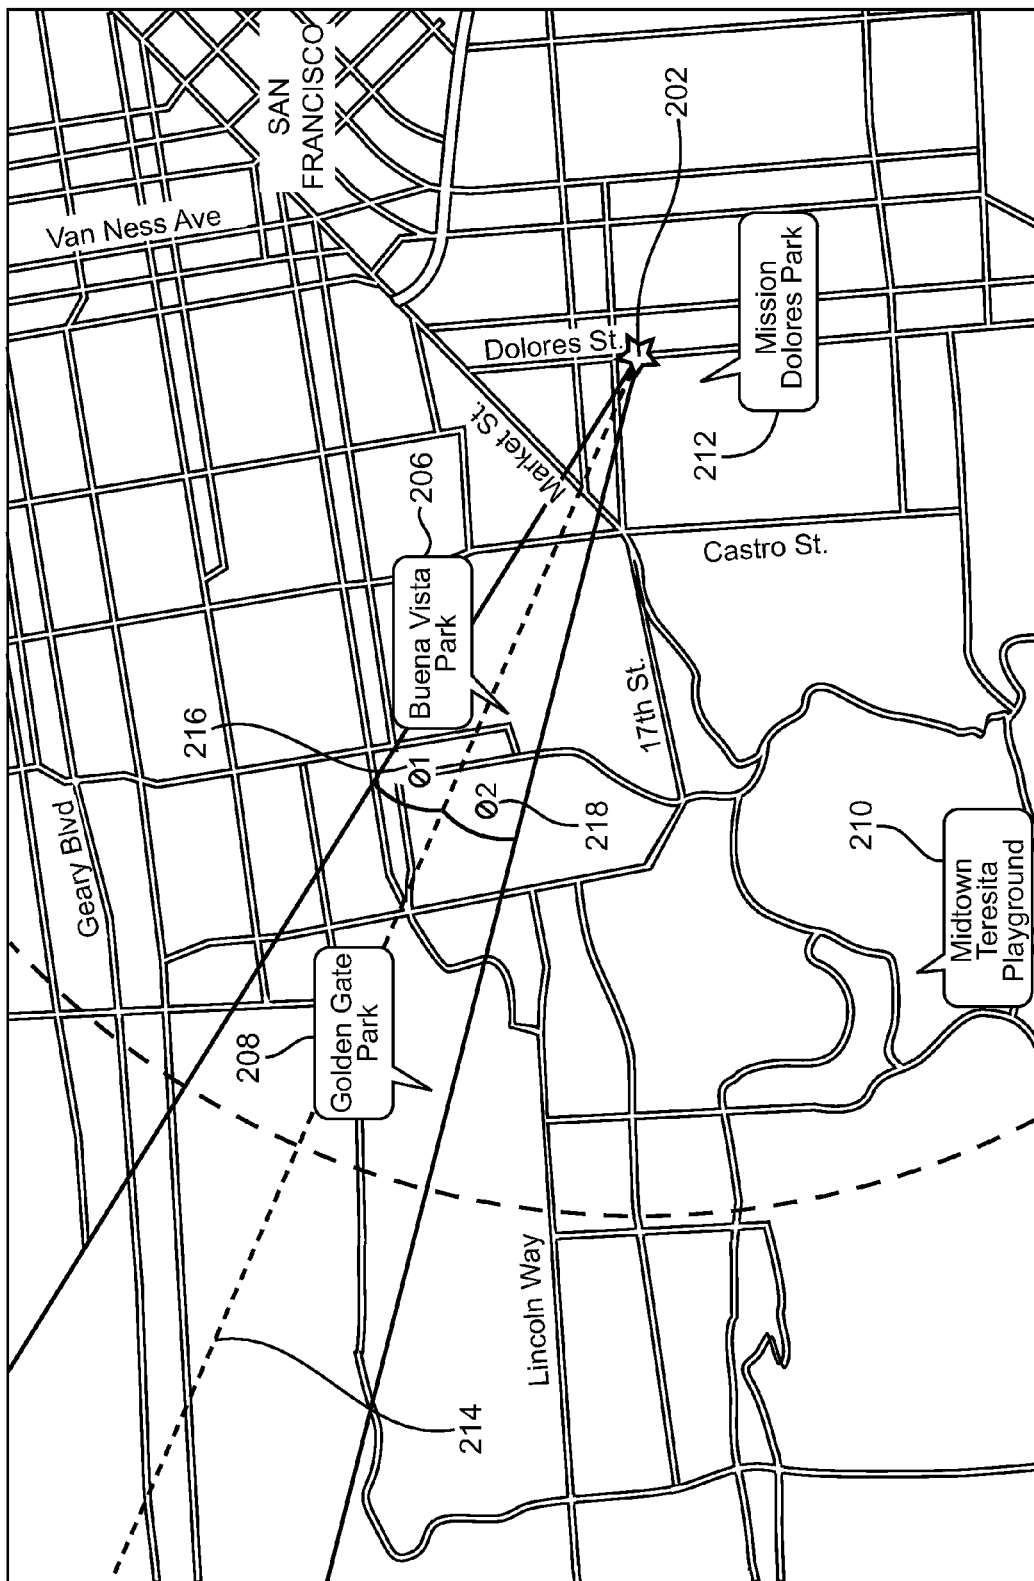 SAN
FRANCISCO
202
Van Ness Ave
Mission
Dolores Park
212
Dolores St.
Market St.
206
Buena Vista
Park
Castro St.
17th St.
216
Ø1
Ø2
218
Geary Blvd
210
Midtown
Teresita
Playground
208
Golden Gate
Park
Lincoln Way
214